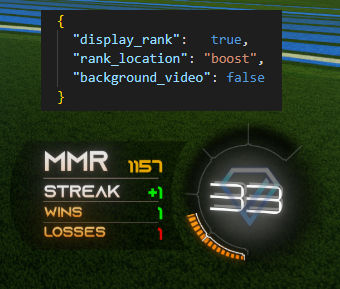 {
"display_rank": true,
"rank_location": "boost",
"background_video": false
}
MMR 1157
STREAK +1
WINS 1
LOSSES 1
33